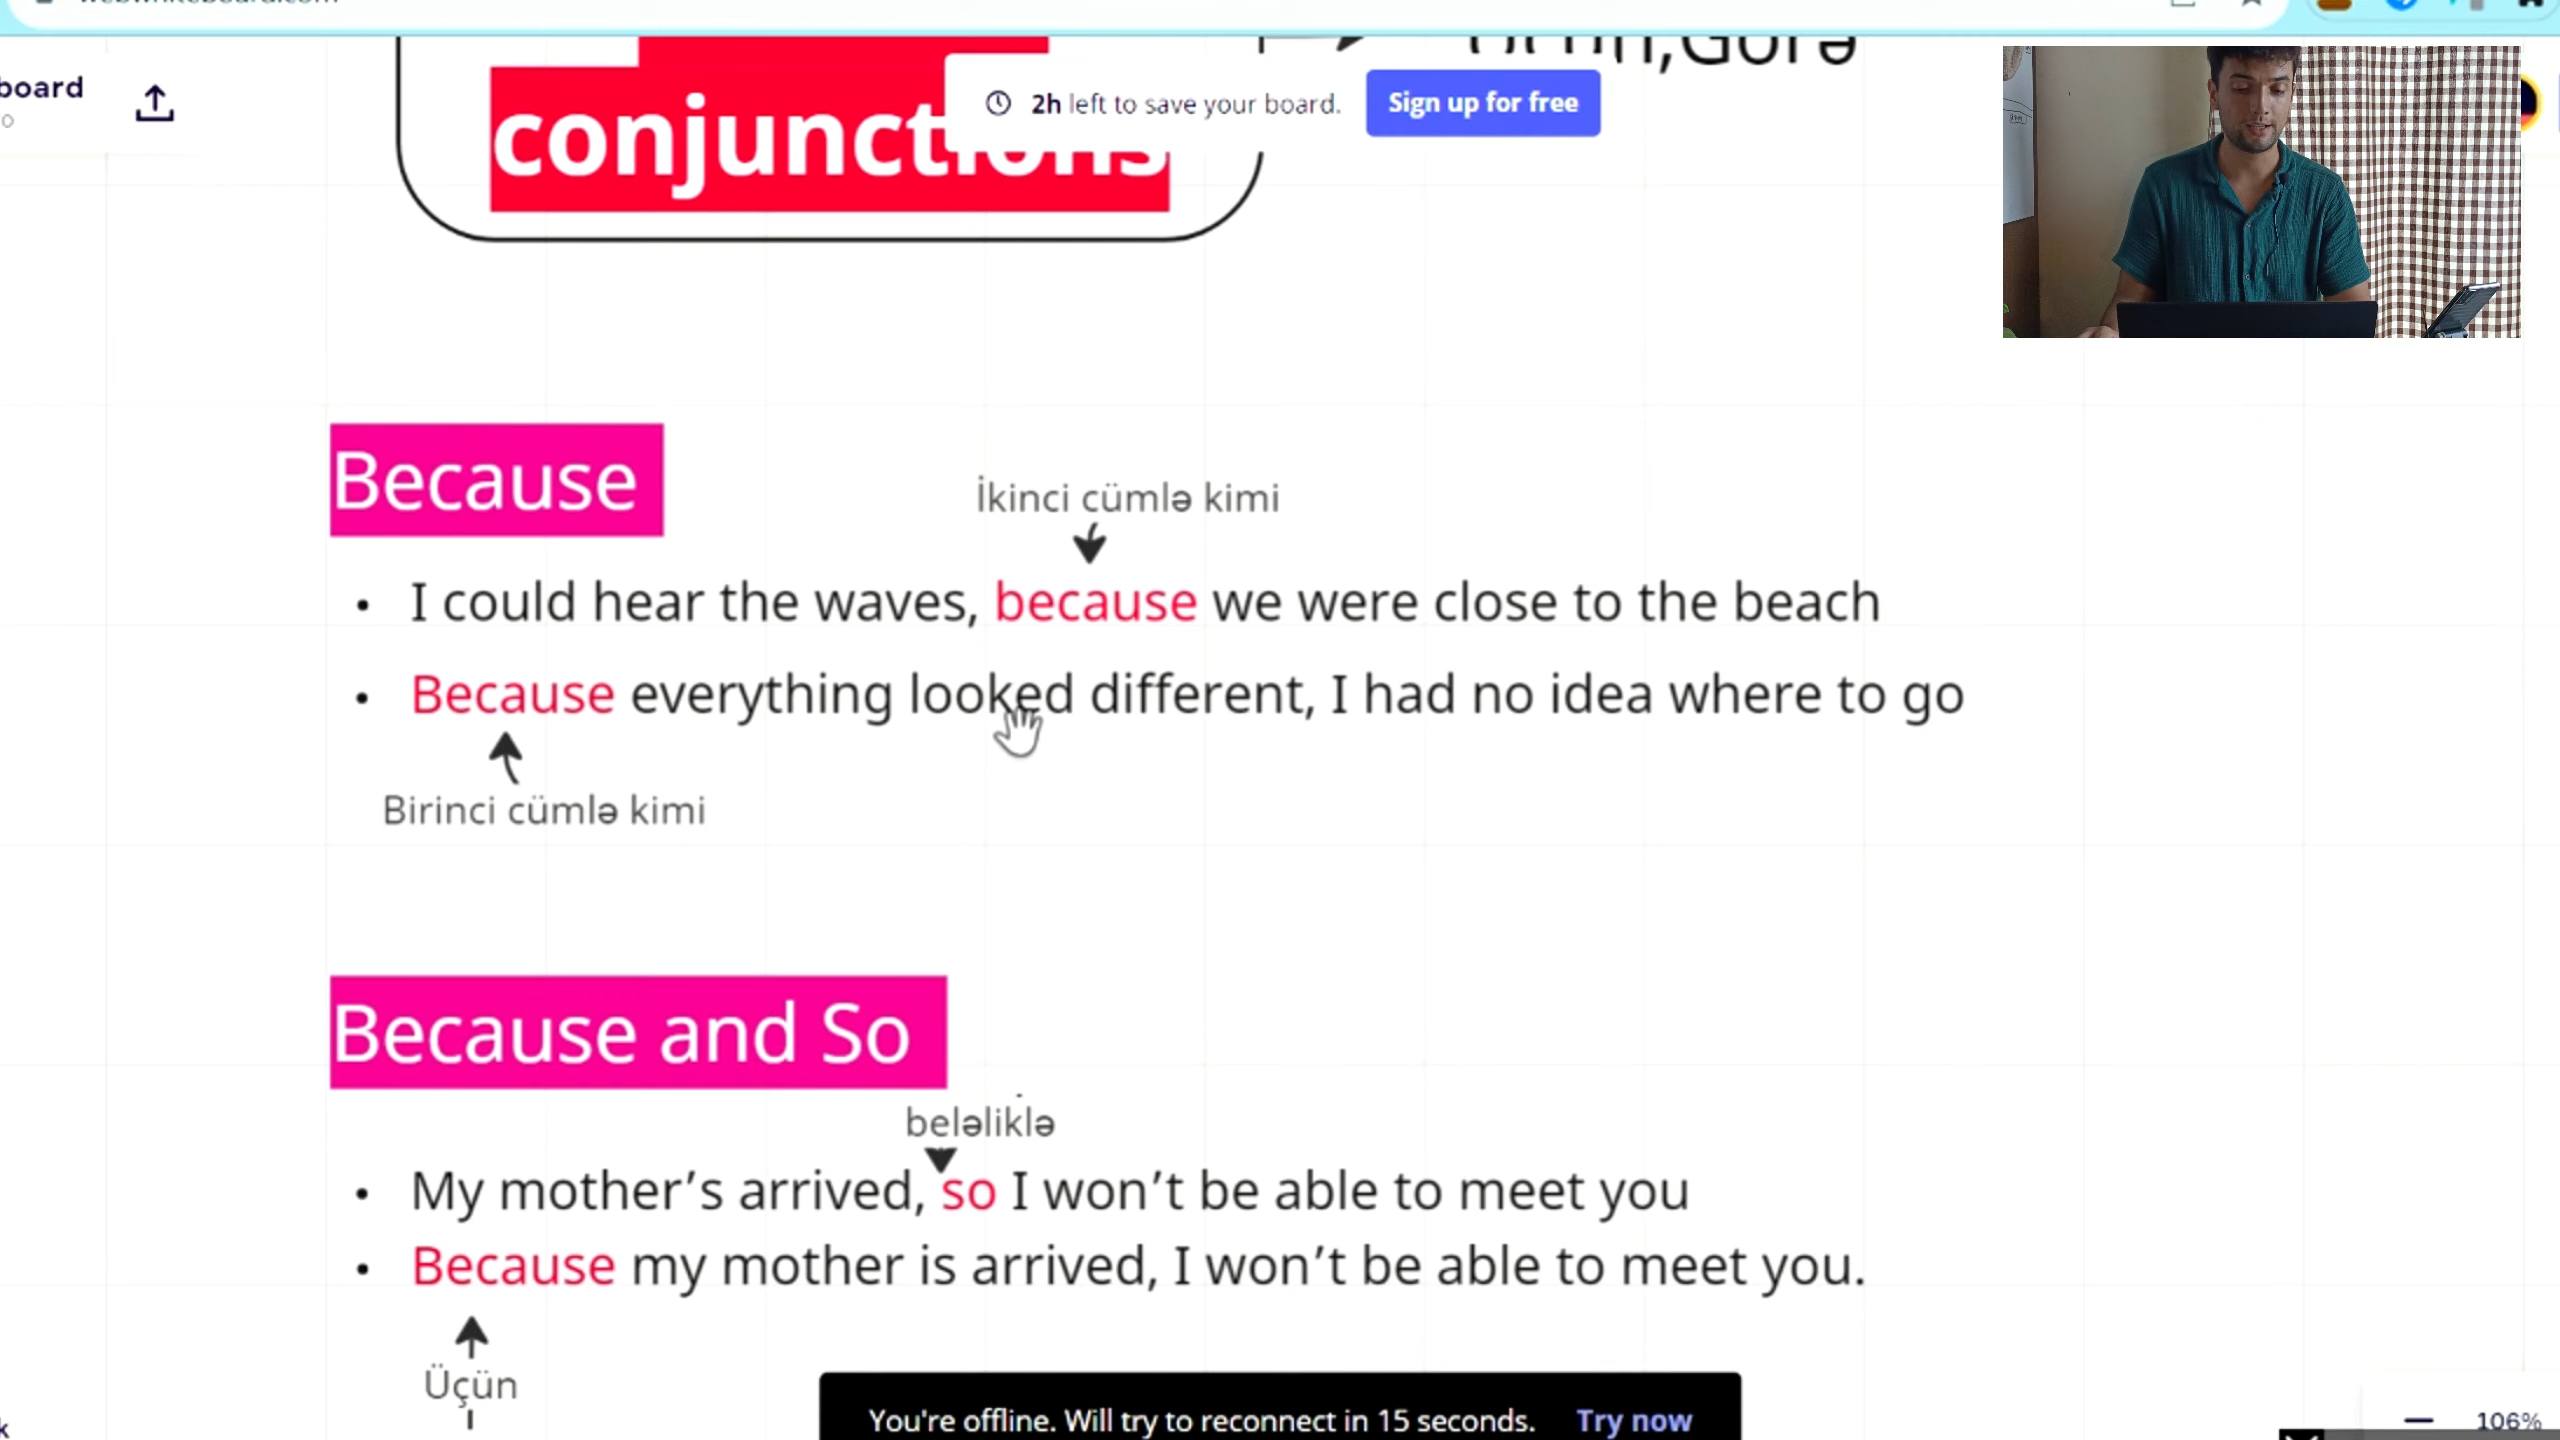 board
2h left to save your board. Sign up for free
conjunctions
Because
İkinci cümlə kimi
• I could hear the waves, because we were close to the beach
• Because everything looked different, I had no idea where to go
Birinci cümlə kimi
Because and So
beləliklə
• My mother’s arrived, so I won’t be able to meet you
• Because my mother is arrived, I won’t be able to meet you.
Üçün
You're offline. Will try to reconnect in 15 seconds. Try now
106%